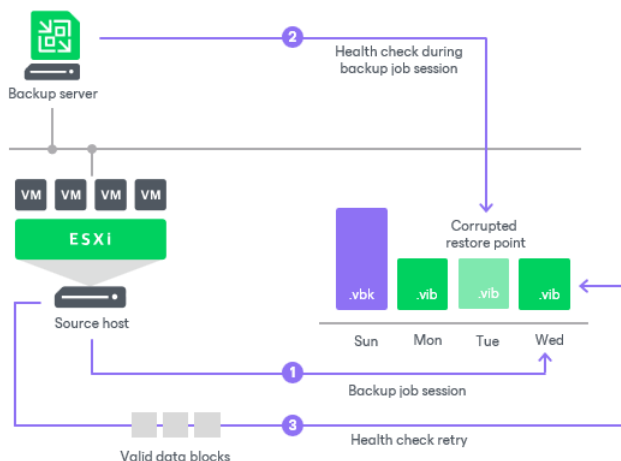 2
Health check during
backup job session
Backup server
VM VM VM VM
ESXi
Corrupted
restore point
.vbk .vib .vib .vib
Source host
Sun Mon Tue Wed
1
Backup job session
3
Health check retry
Valid data blocks